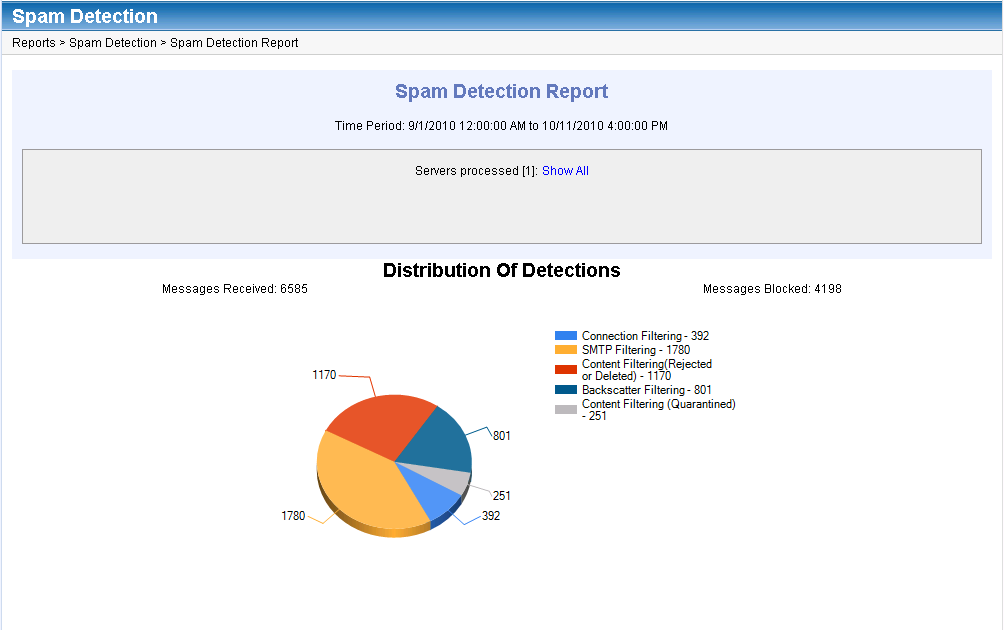 Spam Detection
Reports > Spam Detection > Spam Detection Report
Spam Detection Report
Time Period: 9/1/2010 12:00:00 AM to 10/11/2010 4:00:00 PM
Servers processed [1]: Show All
Distribution Of Detections
Messages Received: 6585
Messages Blocked: 4198
Connection Filtering - 392
SMTP Filtering - 1780
Content Filtering(Rejected
or Deleted) - 1170
Backscatter Filtering - 801
Content Filtering (Quarantined)
- 251
1170
801
251
392
1780